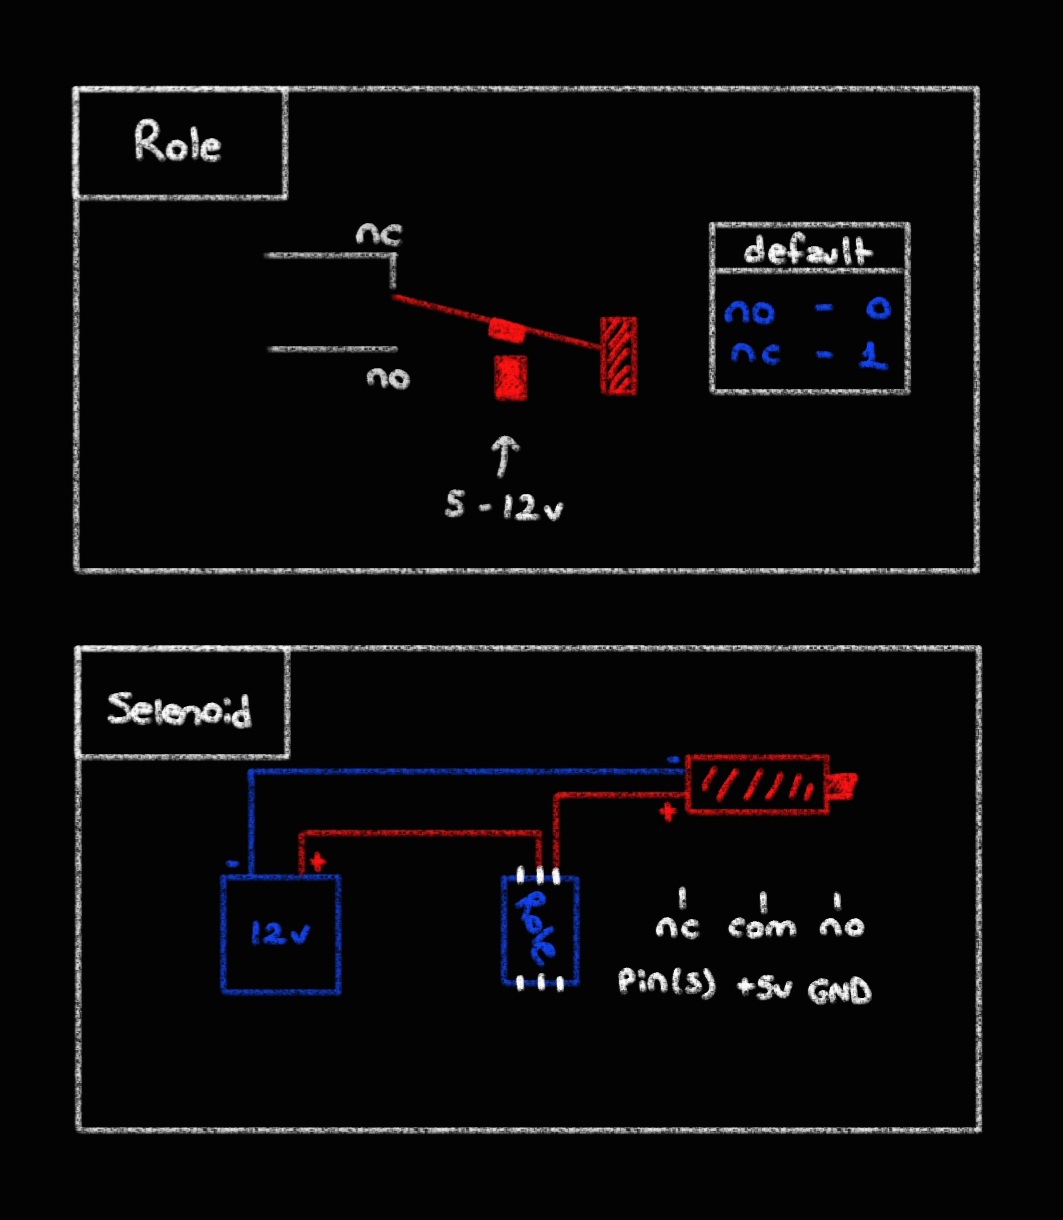 Role
nc
no
5 - 12v
default
no - 0
nc - 1
Selenoid
-
+
-
+
12v
Role
nc com no
Pin(s) +5v GND